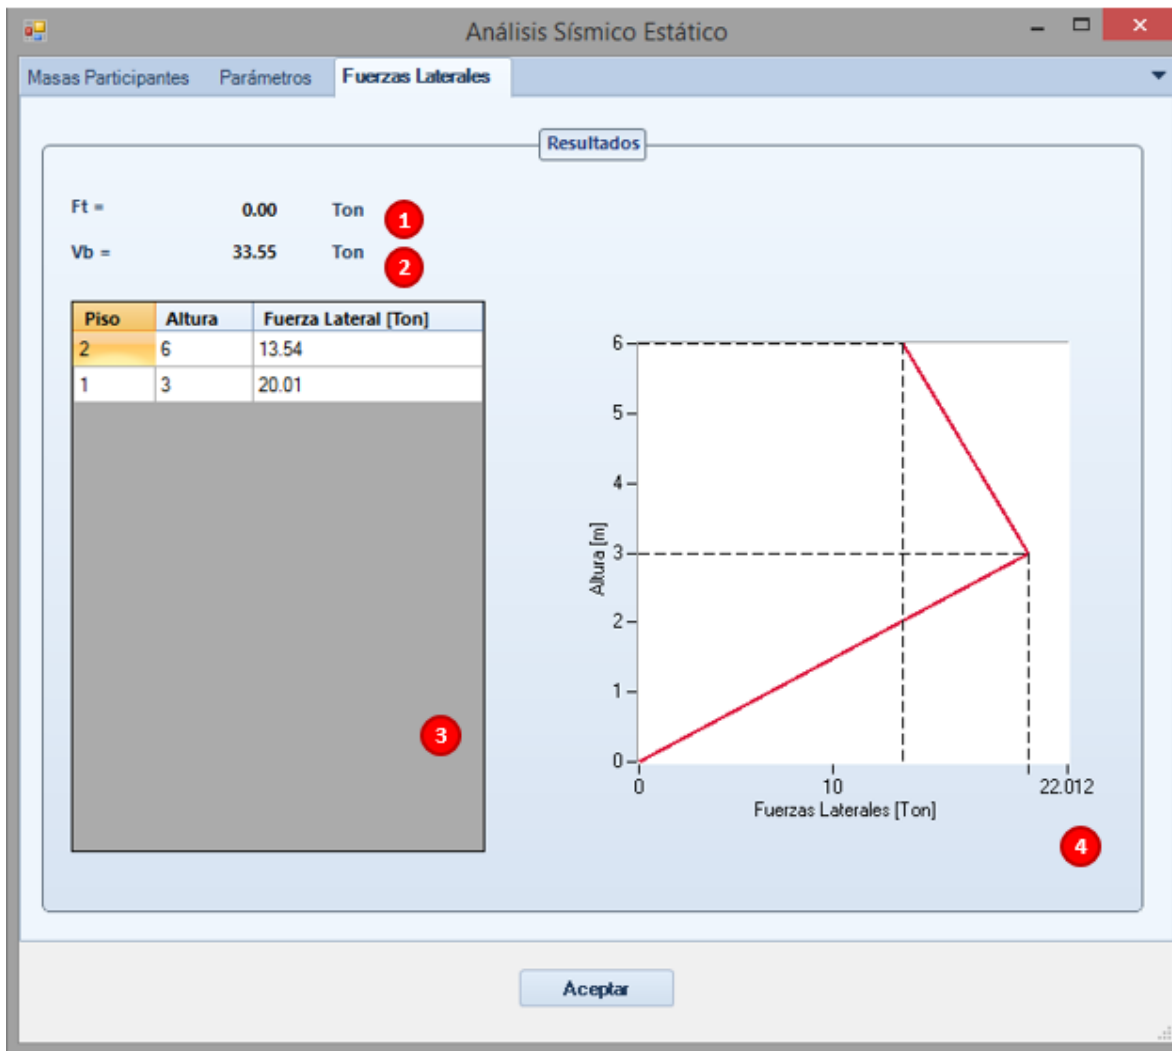 Análisis Sísmico Estático
Masas Participantes Parámetros Fuerzas Laterales
Resultados
Ft = 0.00 Ton 1
Vb = 33.55 Ton 2
Piso Altura Fuerza Lateral [Ton]
2 6 13.54
1 3 20.01
3
6
5
4
3
2
1
0
Altura [m]
0 10 22.012
Fuerzas Laterales [Ton]
4
Aceptar